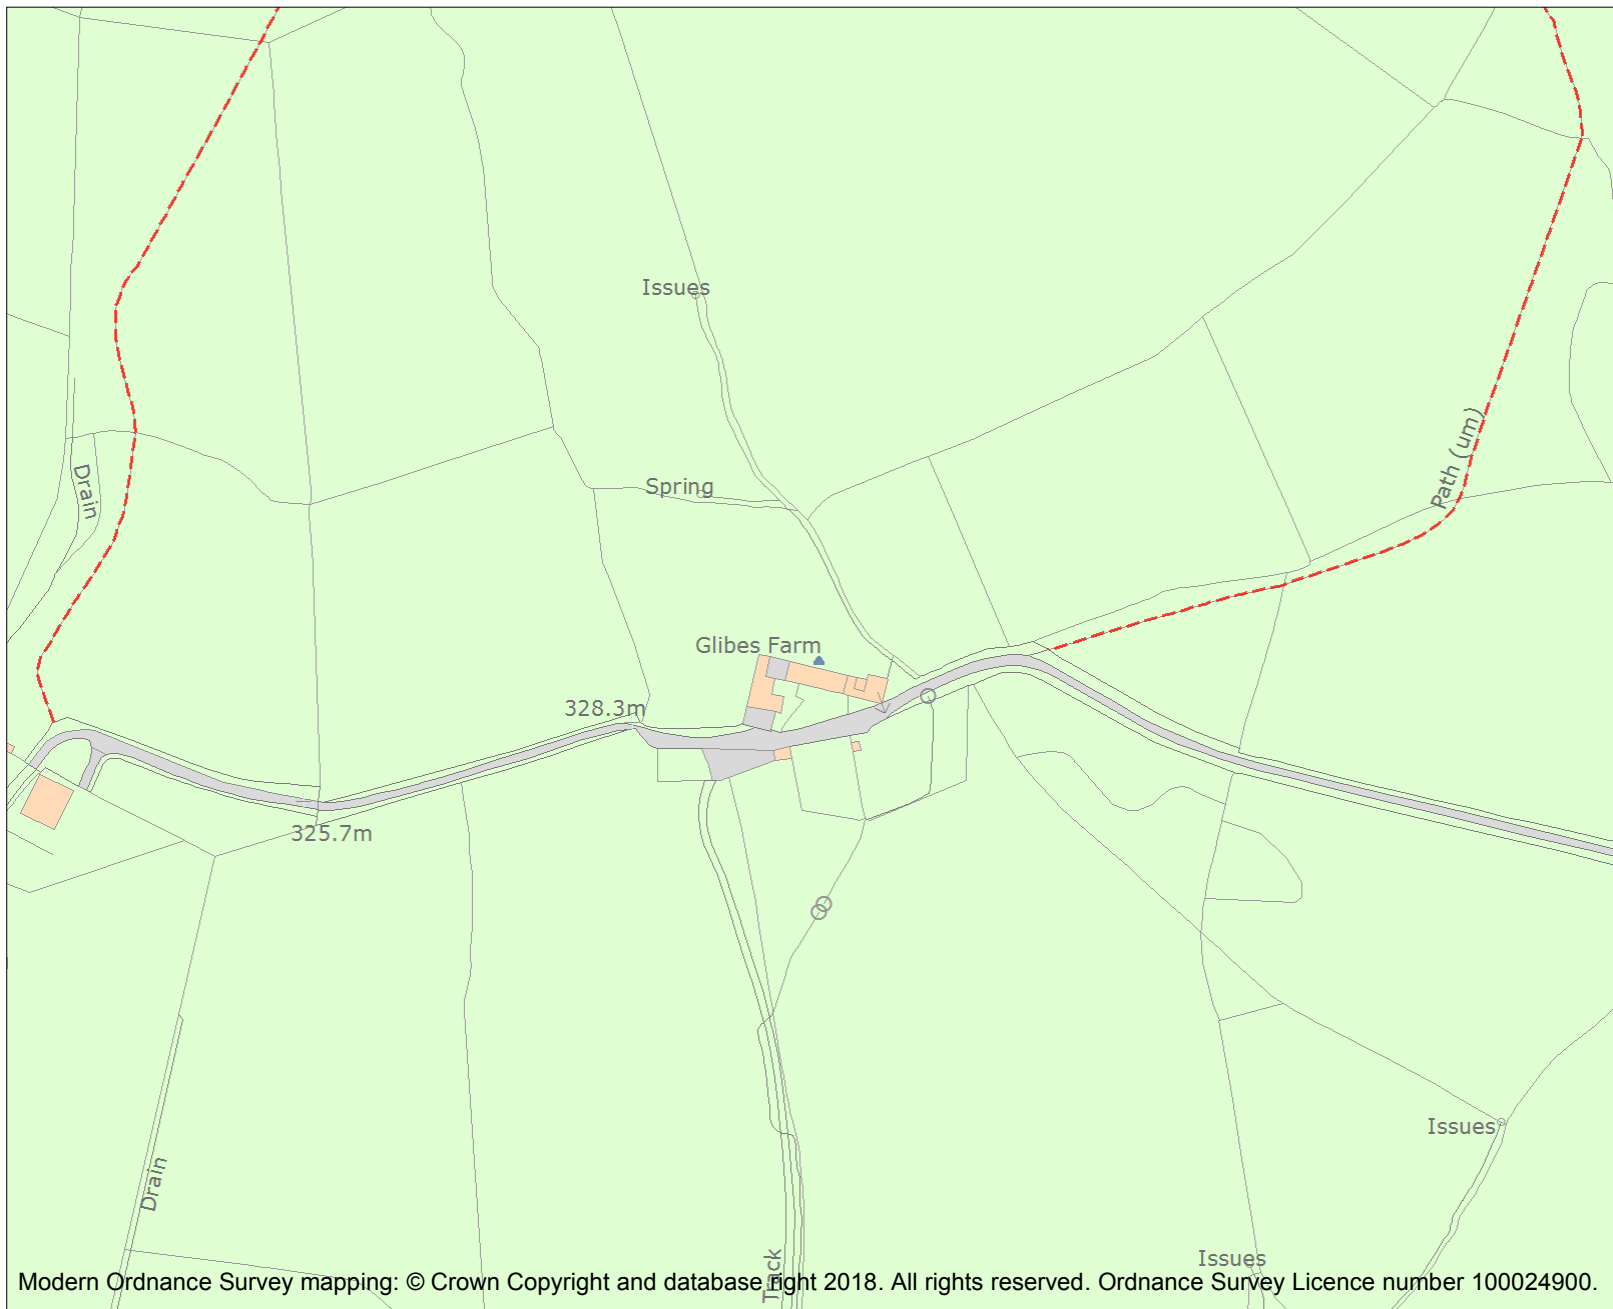 Issues
Path (um)
Drain
Spring
Glibes Farm
328.3m
325.7m
Issues
Drain
Issues
Track
Modern Ordnance Survey mapping: © Crown Copyright and database right 2018. All rights reserved. Ordnance Survey Licence number 100024900.